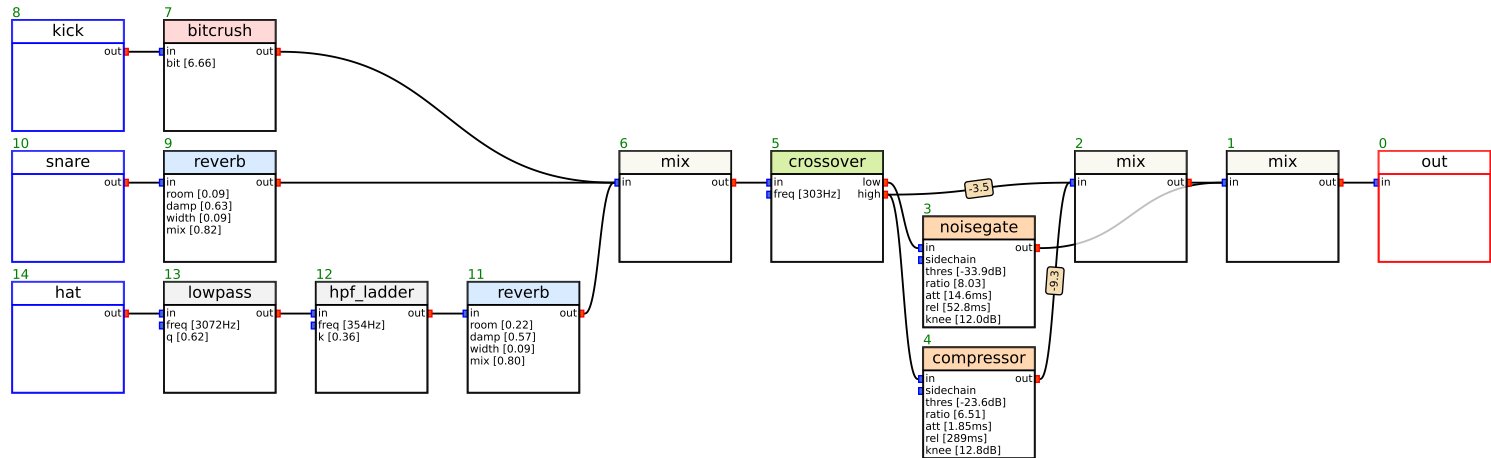 8
kick
out
7
bitcrush
in out
bit [6.66]
10
snare
out
9
reverb
in out
room [0.09]
damp [0.63]
width [0.09]
mix [0.82]
14
hat
out
13
lowpass
in out
freq [3072Hz]
q [0.62]
12
hpf_ladder
in out
freq [354Hz]
k [0.36]
11
reverb
in out
room [0.22]
damp [0.57]
width [0.09]
mix [0.80]
6
mix
in out
5
crossover
in low
freq [303Hz] high
-3.5
3
noisegate
in out
sidechain
thres [-33.9dB]
ratio [8.03]
att [14.6ms]
rel [52.8ms]
knee [12.0dB]
4
compressor
in out
sidechain
thres [-23.6dB]
ratio [6.51]
att [1.85ms]
rel [289ms]
knee [12.8dB]
-9.3
2
mix
in out
1
mix
in out
0
out
in